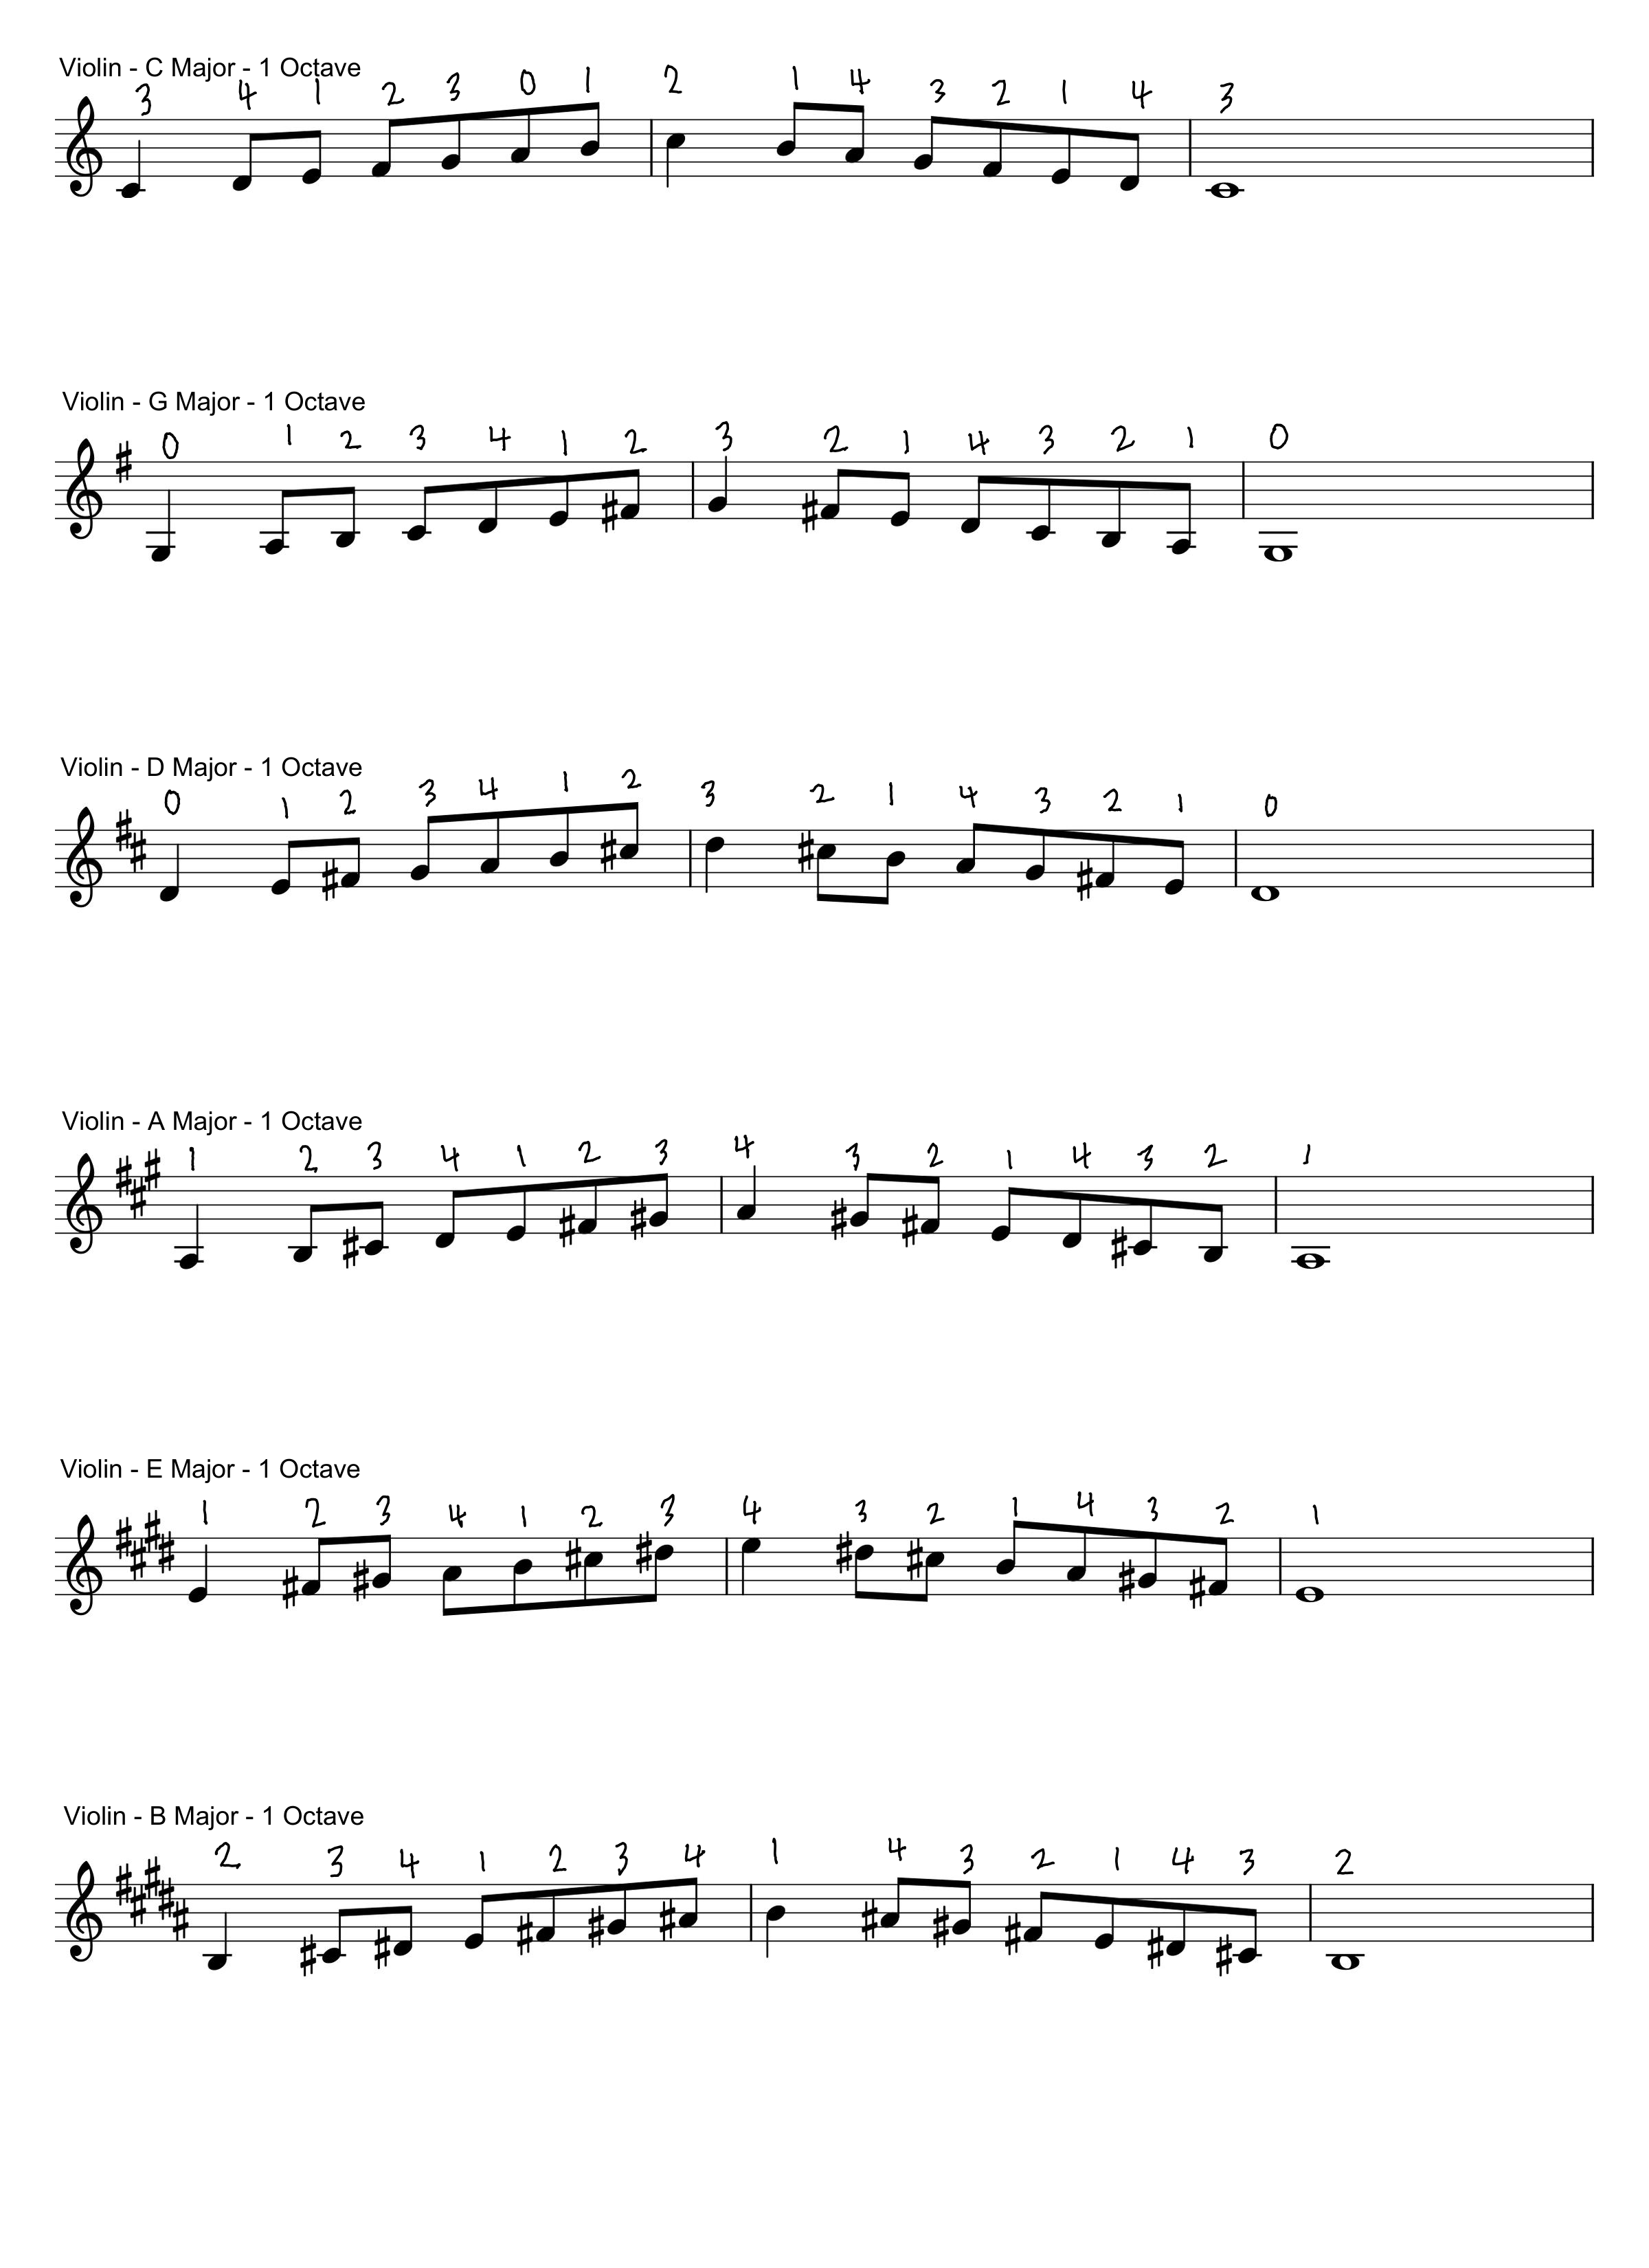 Violin - C Major - 1 Octave
3 4 1 2 3 0 1 2 1 4 3 2 1 4 3
Violin - G Major - 1 Octave
0 1 2 3 4 1 2 3 2 1 4 3 2 1 0
Violin - D Major - 1 Octave
0 1 2 3 4 1 2 3 2 1 4 3 2 1 0
Violin - A Major - 1 Octave
1 2 3 4 1 2 3 4 3 2 1 4 3 2 1
Violin - E Major - 1 Octave
1 2 3 4 1 2 3 4 3 2 1 4 3 2 1
Violin - B Major - 1 Octave
2 3 4 1 2 3 4 1 4 3 2 1 4 3 2